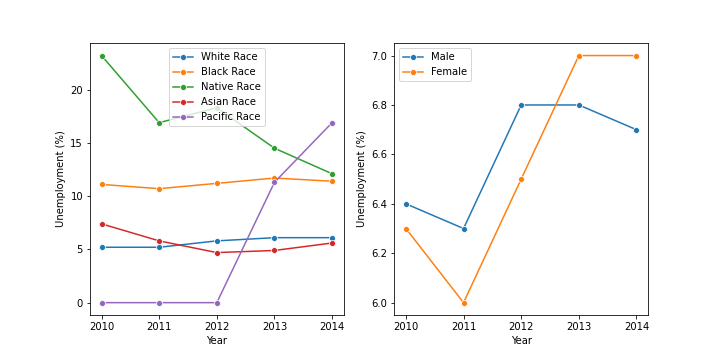 White Race
Black Race
Native Race
Asian Race
Pacific Race
Unemployment (%)
20
15
10
5
0
2010 2011 2012 2013 2014
Year
Male
Female
Unemployment (%)
7.0
6.8
6.6
6.4
6.2
6.0
2010 2011 2012 2013 2014
Year